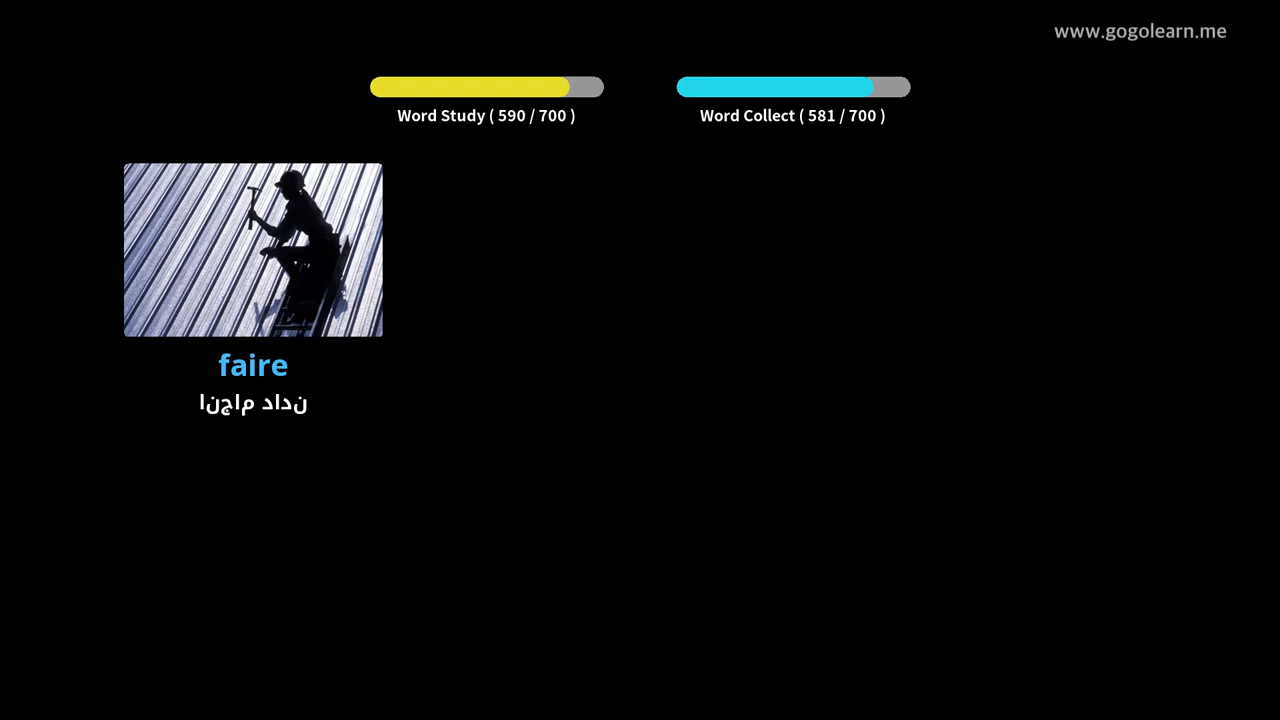 www.gogolearn.me
Word Study ( 590 / 700 )
Word Collect ( 581 / 700 )
faire
انجام دادن